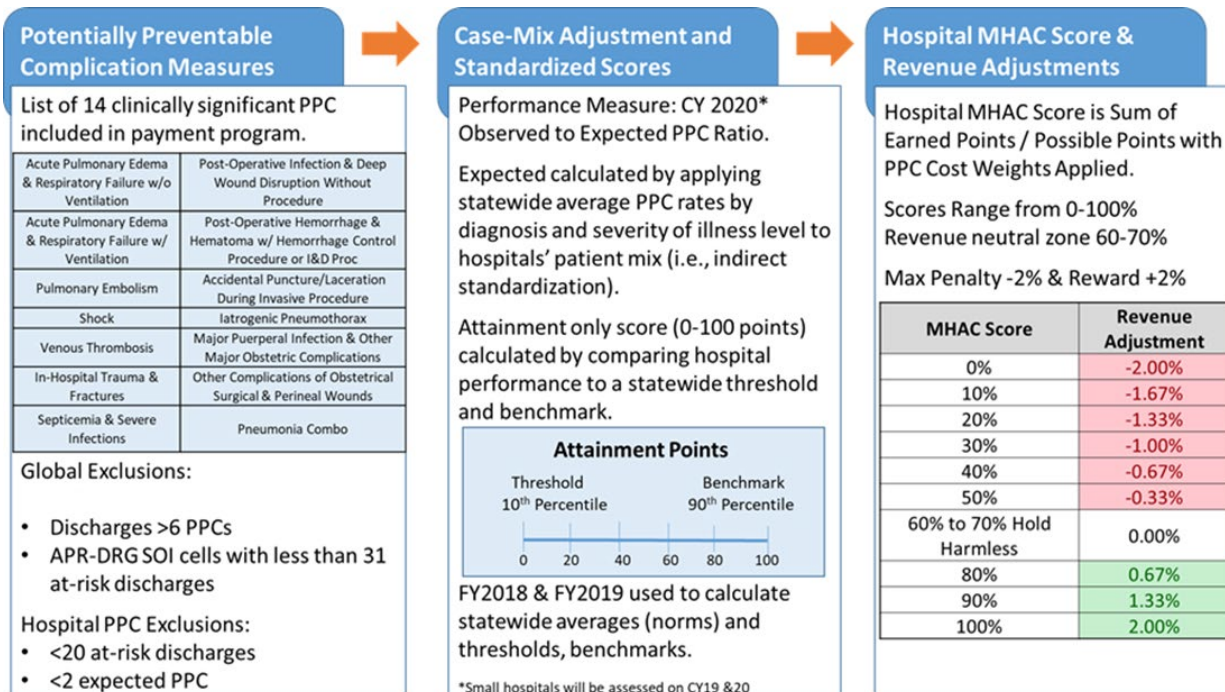 Potentially Preventable
Complication Measures
List of 14 clinically significant PPC
included in payment program.
Acute Pulmonary Edema
& Respiratory Failure w/o
Ventilation
Post-Operative Infection & Deep
Wound Disruption Without
Procedure
Acute Pulmonary Edema
& Respiratory Failure w/
Ventilation
Post-Operative Hemorrhage &
Hematoma w/ Hemorrhage Control
Procedure or I&D Proc
Pulmonary Embolism
Accidental Puncture/Laceration
During Invasive Procedure
Shock
Iatrogenic Pneumothorax
Venous Thrombosis
Major Puerperal Infection & Other
Major Obstetric Complications
In-Hospital Trauma &
Fractures
Other Complications of Obstetrical
Surgical & Perineal Wounds
Septicemia & Severe
Infections
Pneumonia Combo
Global Exclusions:
• Discharges >6 PPCs
• APR-DRG SOI cells with less than 31
at-risk discharges
Hospital PPC Exclusions:
• <20 at-risk discharges
• <2 expected PPC
Case-Mix Adjustment and
Standardized Scores
Performance Measure: CY 2020*
Observed to Expected PPC Ratio.
Expected calculated by applying
statewide average PPC rates by
diagnosis and severity of illness level to
hospitals' patient mix (i.e., indirect
standardization).
Attainment only score (0-100 points)
calculated by comparing hospital
performance to a statewide threshold
and benchmark.
Attainment Points
Threshold
10th Percentile
Benchmark
90th Percentile
0 20 40 60 80 100
FY2018 & FY2019 used to calculate
statewide averages (norms) and
thresholds, benchmarks.
*Small hospitals will be assessed on CY19 &20
Hospital MHAC Score &
Revenue Adjustments
Hospital MHAC Score is Sum of
Earned Points / Possible Points with
PPC Cost Weights Applied.
Scores Range from 0-100%
Revenue neutral zone 60-70%
Max Penalty -2% & Reward +2%
MHAC Score
Revenue
Adjustment
0% -2.00%
10% -1.67%
20% -1.33%
30% -1.00%
40% -0.67%
50% -0.33%
60% to 70% Hold
Harmless
0.00%
80% 0.67%
90% 1.33%
100% 2.00%